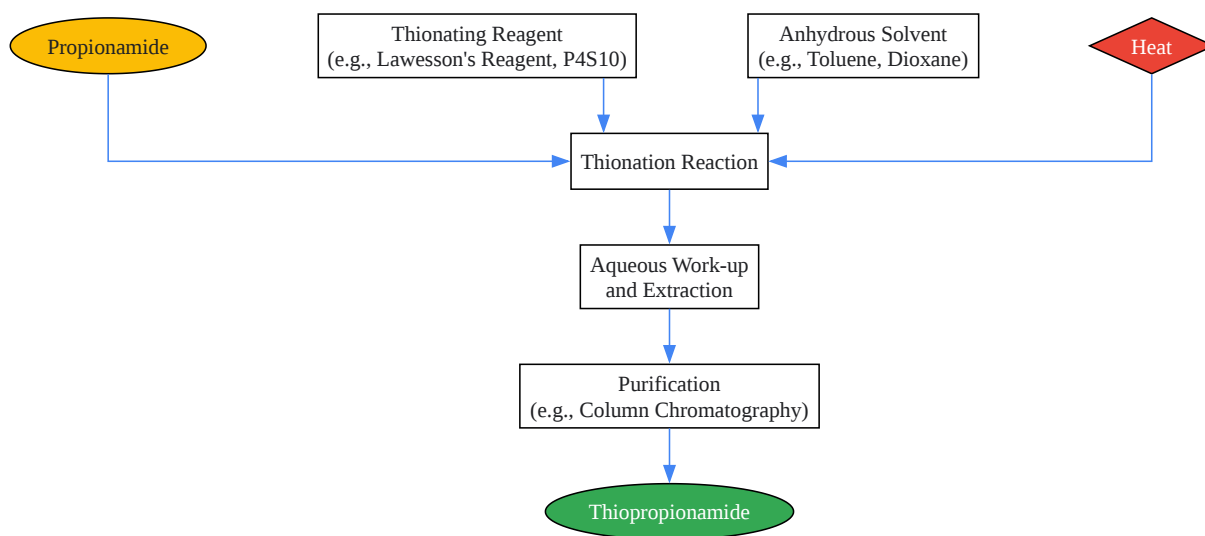 Propionamide
Thionating Reagent
(e.g., Lawesson's Reagent, P4S10)
Anhydrous Solvent
(e.g., Toluene, Dioxane)
Heat
Thionation Reaction
Aqueous Work-up
and Extraction
Purification
(e.g., Column Chromatography)
Thiopropionamide